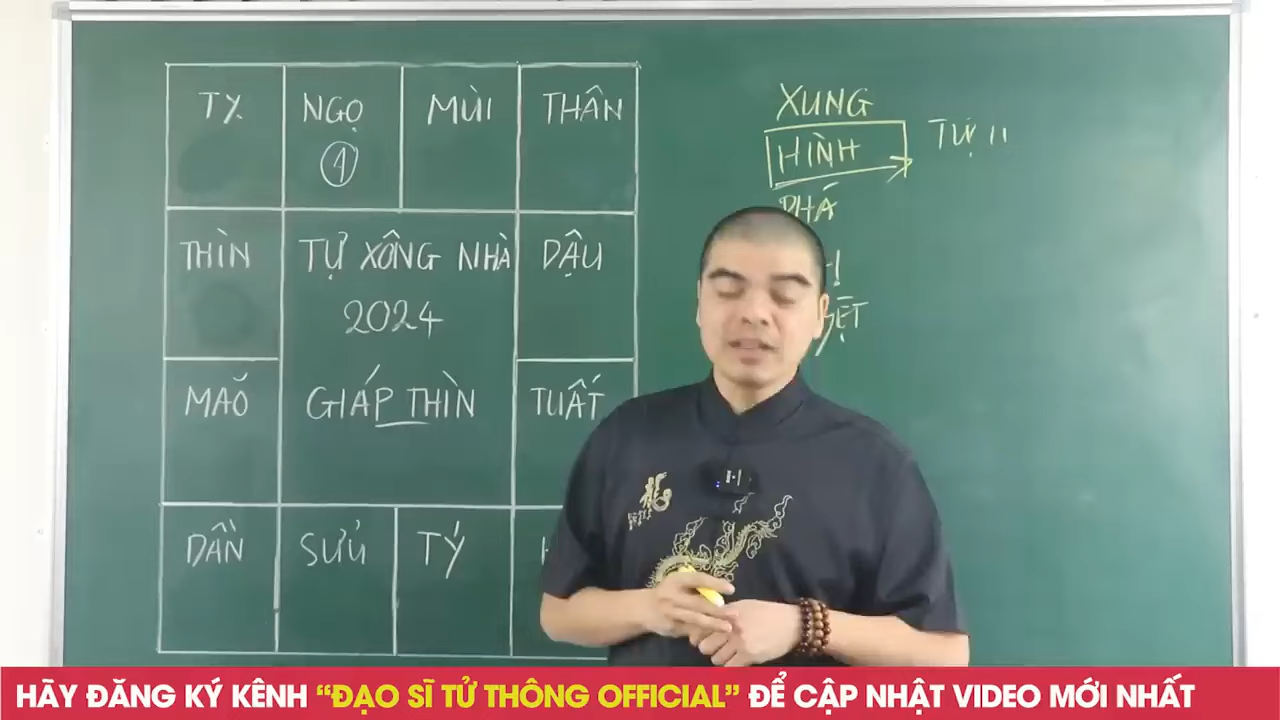 TỴ NGỌ MÙI THÂN
1
THÌN TỰ XÔNG NHÀ DẬU
2024
MẸO GIÁP THÌN TUẤT
DẦN SỬU TÝ
XUNG
HÌNH TỰ
PHÁ
HÃY ĐĂNG KÝ KÊNH “ĐẠO SĨ TỬ THÔNG OFFICIAL” ĐỂ CẬP NHẬT VIDEO MỚI NHẤT